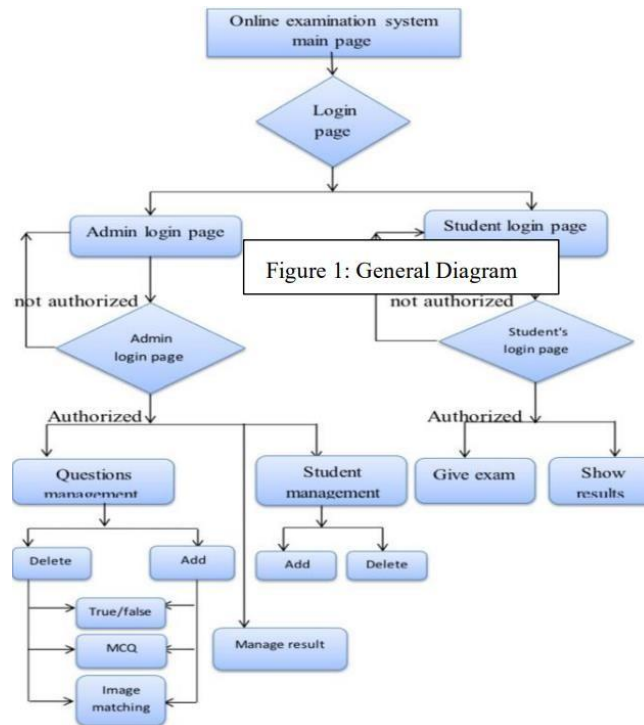 Online examination system
main page
Login
page
Admin login page
Student login page
Figure 1: General Diagram
not authorized
not authorized
Admin
login page
Student's
login page
Authorized
Authorized
Questions
management
Student
management
Give exam
Show
results
Delete
Add
Add
Delete
True/false
MCQ
Manage result
Image
matching